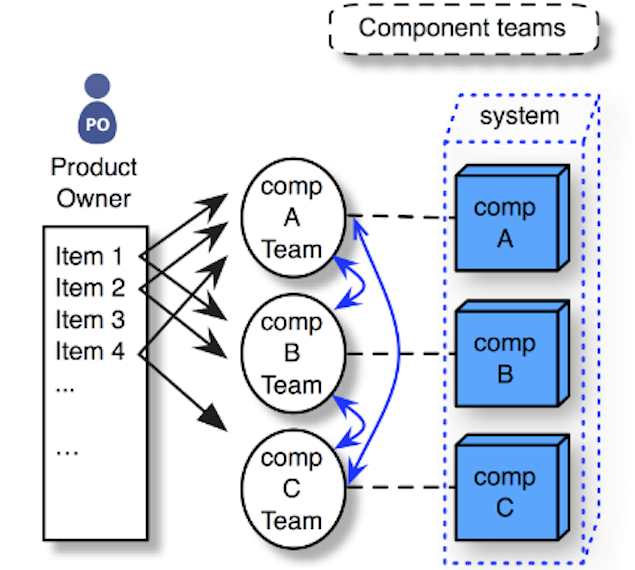 Component teams
PO
Product
Owner
Item 1
Item 2
Item 3
Item 4
...
...
comp
A
Team
comp
B
Team
comp
C
Team
system
comp
A
comp
B
comp
C